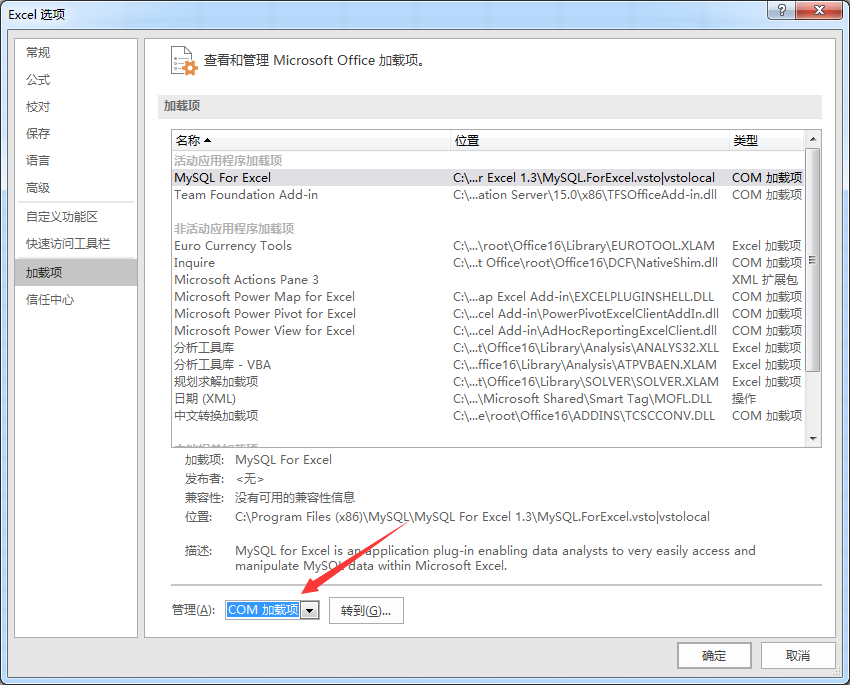 Excel 选项
常规
公式
校对
保存
语言
高级
自定义功能区
快速访问工具栏
加载项
信任中心
查看和管理 Microsoft Office 加载项。
加载项
名称 位置 类型
活动应用程序加载项
MySQL For Excel C:\...r Excel 1.3\MySQL.ForExcel.vsto|vstolocal COM 加载项
Team Foundation Add-in C:\...ation Server\15.0\x86\TFSOfficeAdd-in.dll COM 加载项
非活动应用程序加载项
Euro Currency Tools C:\...\root\Office16\Library\EUROTOOL.XLAM Excel 加载项
Inquire C:\...t Office\root\Office16\DCF\NativeShim.dll COM 加载项
Microsoft Actions Pane 3 XML 扩展包
Microsoft Power Map for Excel C:\...ap Excel Add-in\EXCELPLUGINSHELL.DLL COM 加载项
Microsoft Power Pivot for Excel C:\...cel Add-in\PowerPivotExcelClientAddIn.dll COM 加载项
Microsoft Power View for Excel C:\...cel Add-in\AdHocReportingExcelClient.dll COM 加载项
分析工具库 C:\...t\Office16\Library\Analysis\ANALYS32.XLL Excel 加载项
分析工具库 - VBA C:\...ffice16\Library\Analysis\ATPVBAEN.XLAM Excel 加载项
规划求解加载项 C:\...t\Office16\Library\SOLVER\SOLVER.XLAM Excel 加载项
日期 (XML) C:\...\Microsoft Shared\Smart Tag\MOFL.DLL 操作
中文转换加载项 C:\...e\root\Office16\ADDINS\TCSCCONV.DLL COM 加载项
加载项: MySQL For Excel
发布者: <无>
兼容性: 没有可用的兼容性信息
位置: C:\Program Files (x86)\MySQL\MySQL For Excel 1.3\MySQL.ForExcel.vsto|vstolocal
描述: MySQL for Excel is an application plug-in enabling data analysts to very easily access and
manipulate MySQL data within Microsoft Excel.
管理(A): COM 加载项 转到(G)...
确定 取消